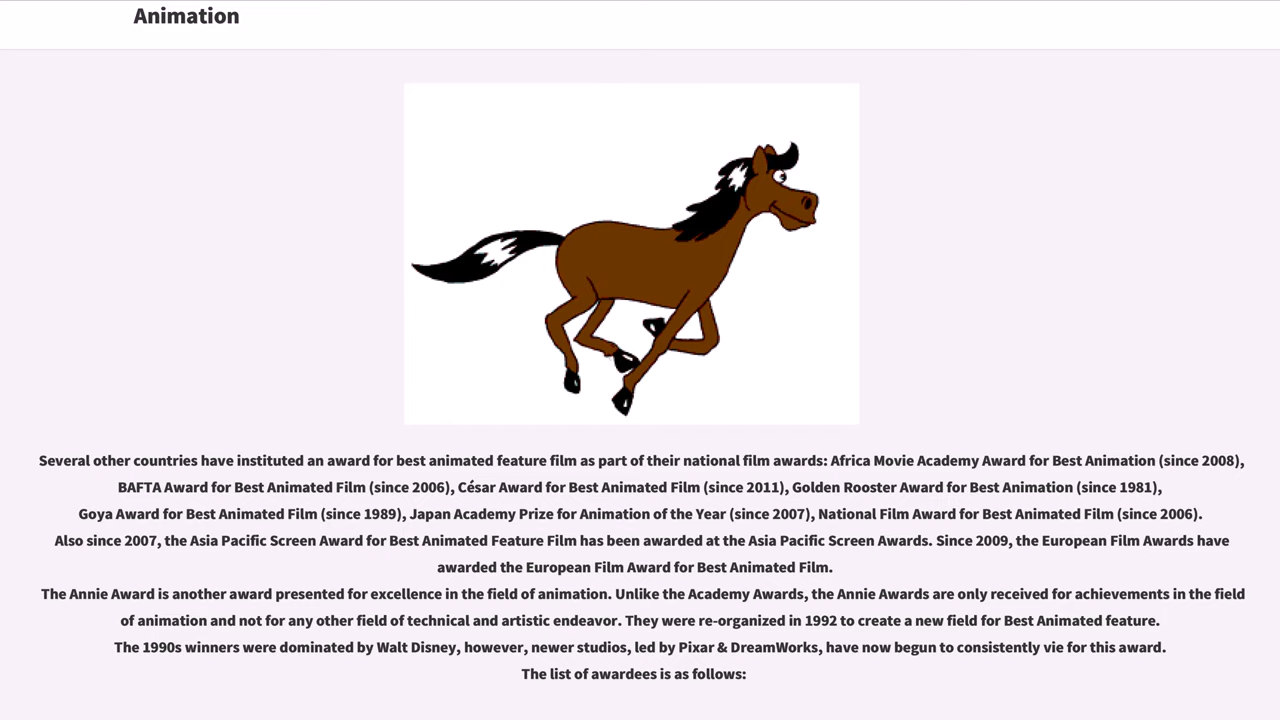 Animation
Several other countries have instituted an award for best animated feature film as part of their national film awards: Africa Movie Academy Award for Best Animation (since 2008),
BAFTA Award for Best Animated Film (since 2006), César Award for Best Animated Film (since 2011), Golden Rooster Award for Best Animation (since 1981),
Goya Award for Best Animated Film (since 1989), Japan Academy Prize for Animation of the Year (since 2007), National Film Award for Best Animated Film (since 2006).
Also since 2007, the Asia Pacific Screen Award for Best Animated Feature Film has been awarded at the Asia Pacific Screen Awards. Since 2009, the European Film Awards have
awarded the European Film Award for Best Animated Film.
The Annie Award is another award presented for excellence in the field of animation. Unlike the Academy Awards, the Annie Awards are only received for achievements in the field
of animation and not for any other field of technical and artistic endeavor. They were re-organized in 1992 to create a new field for Best Animated feature.
The 1990s winners were dominated by Walt Disney, however, newer studios, led by Pixar & DreamWorks, have now begun to consistently vie for this award.
The list of awardees is as follows: